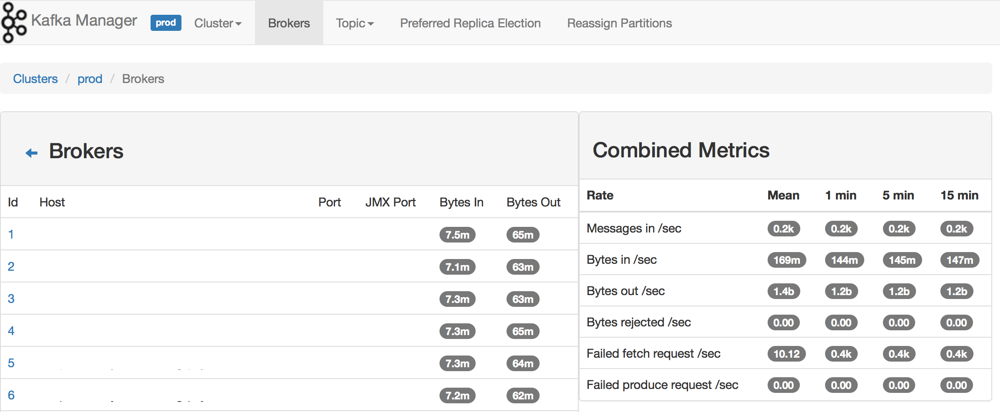 Kafka Manager prod Cluster Brokers Topic Preferred Replica Election Reassign Partitions
Clusters / prod / Brokers
Brokers
Id Host Port JMX Port Bytes In Bytes Out
1 7.5m 65m
2 7.1m 63m
3 7.3m 63m
4 7.3m 65m
5 7.3m 64m
6 7.2m 62m
Combined Metrics
Rate Mean 1 min 5 min 15 min
Messages in /sec 0.2k 0.2k 0.2k 0.2k
Bytes in /sec 169m 144m 145m 147m
Bytes out /sec 1.4b 1.2b 1.2b 1.2b
Bytes rejected /sec 0.00 0.00 0.00 0.00
Failed fetch request /sec 10.12 0.4k 0.4k 0.4k
Failed produce request /sec 0.00 0.00 0.00 0.00